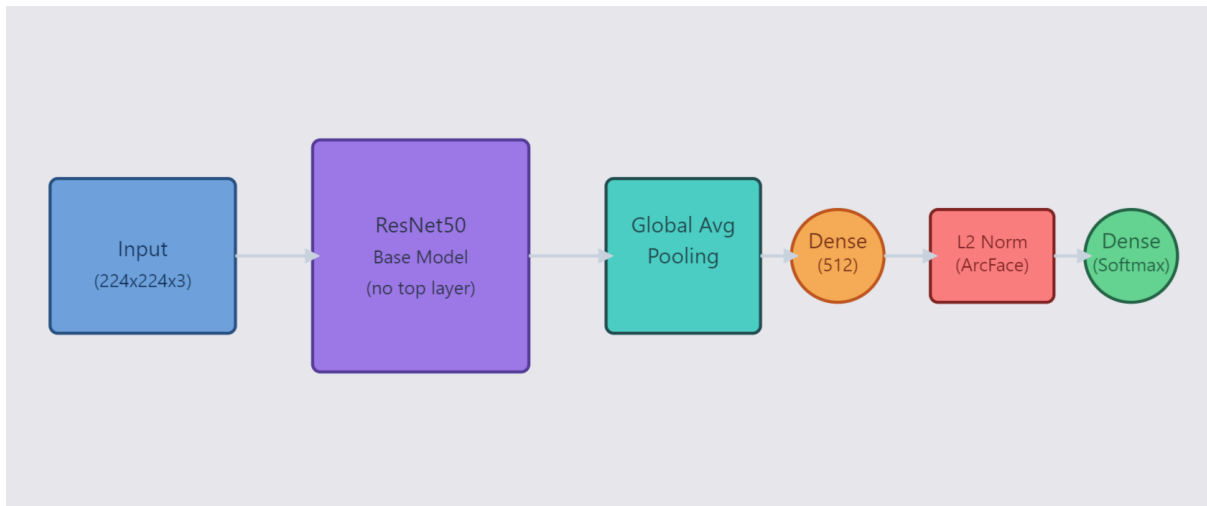 Input
(224x224x3)
ResNet50
Base Model
(no top layer)
Global Avg
Pooling
Dense
(512)
L2 Norm
(ArcFace)
Dense
(Softmax)